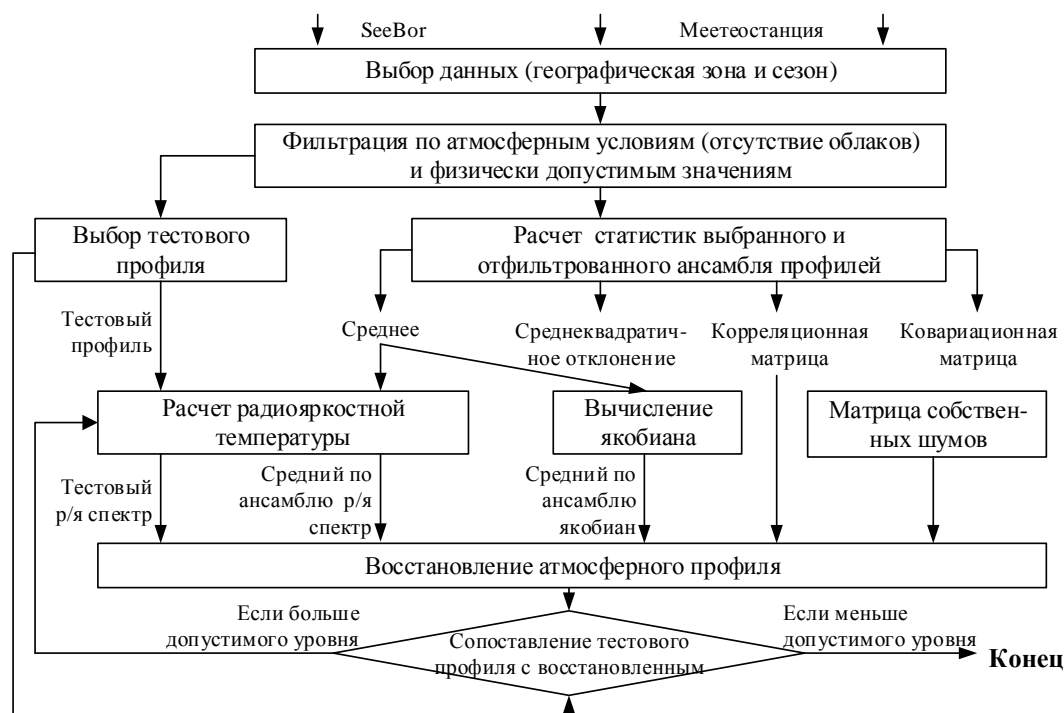 SeeBor
Меетеостанция
Выбор данных (географическая зона и сезон)
Фильтрация по атмосферным условиям (отсутствие облаков)
и физически допустимым значениям
Выбор тестового
профиля
Расчет статистик выбранного и
отфильтрованного ансамбля профилей
Тестовый
профиль
Среднее
Среднеквадратич-
ное отклонение
Корреляционная
матрица
Ковариационная
матрица
Расчет радиояркостной
температуры
Вычисление
якобиана
Матрица собствен-
ных шумов
Тестовый
р/я спектр
Средний по
ансамблю р/я
спектр
Средний по
ансамблю
якобиан
Восстановление атмосферного профиля
Если больше
допустимого уровня
Сопоставление тестового
профиля с восстановленным
Если меньше
допустимого уровня
Конец